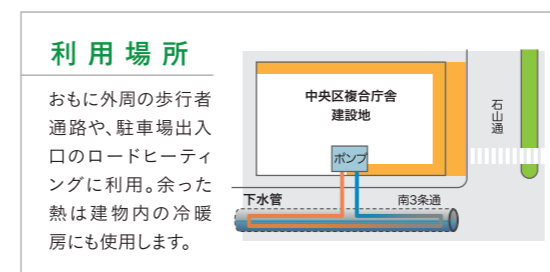 利用場所
おもに外周の歩行者
通路や、駐車場出入
口のロードヒーティ
ングに利用。余った
熱は建物内の冷暖
房にも使用します。
中央区複合庁舎
建設地
ポンプ
石山通
下水管
南3条通